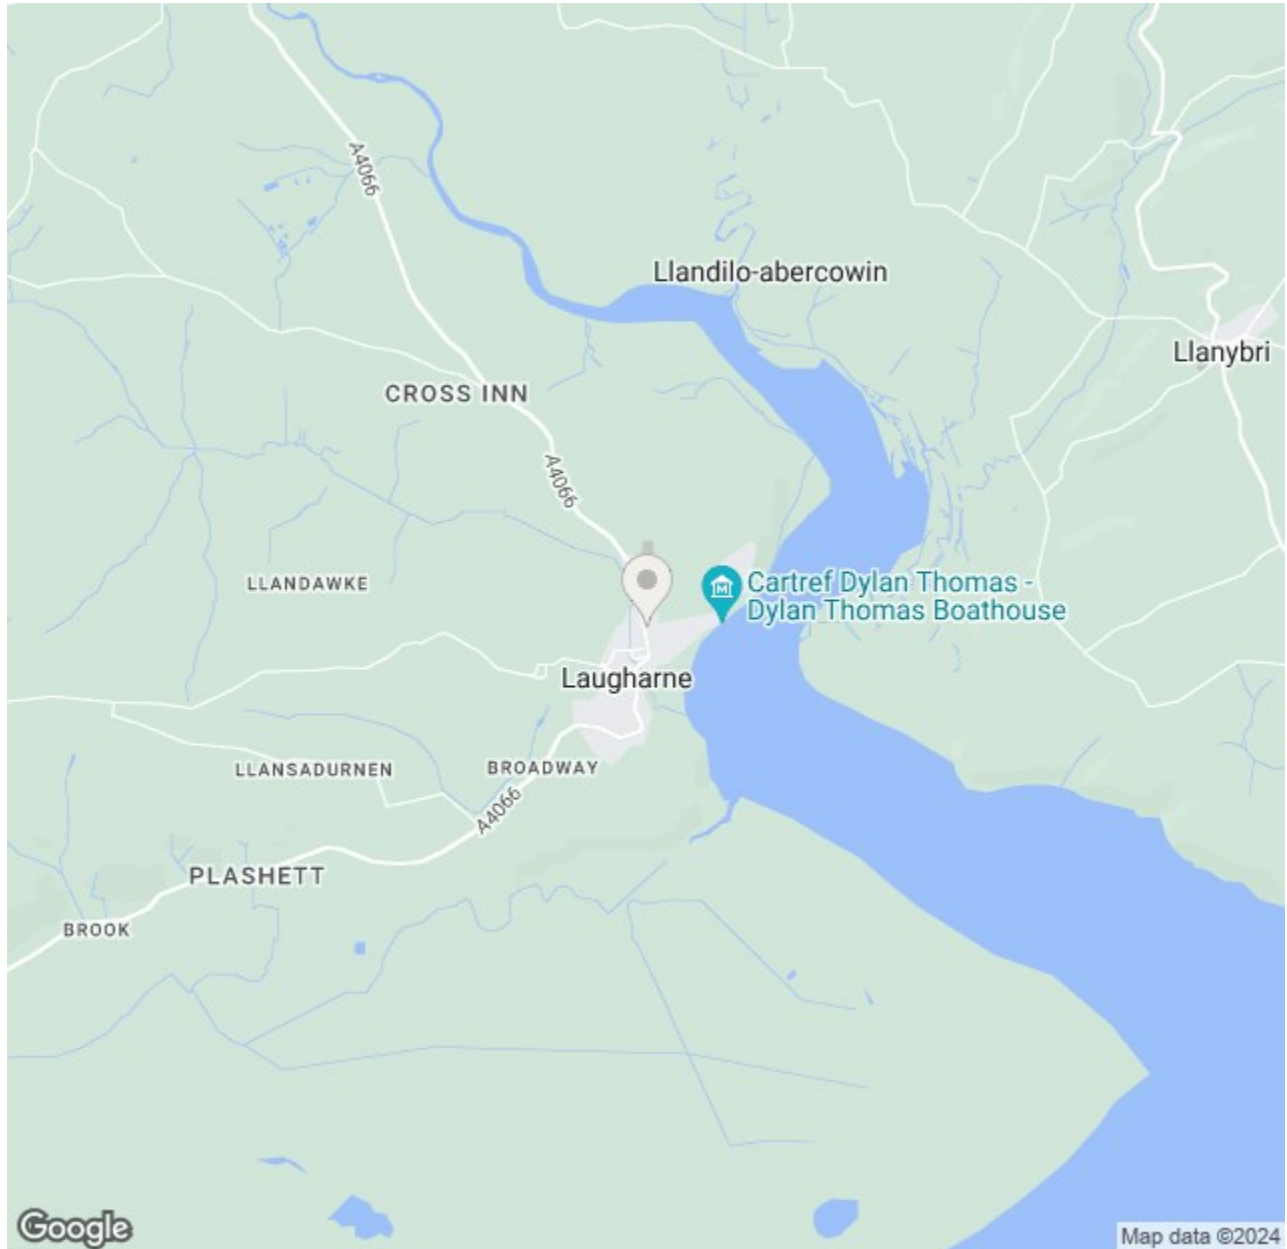 A4066
Llandilo-abercowin
Llanybri
CROSS INN
A4066
LLANDAWKE
Cartref Dylan Thomas -
Dylan Thomas Boathouse
Laugharne
LLANSADURNEN
BROADWAY
A4066
PLASHETT
BROOK
Google
Map data ©2024